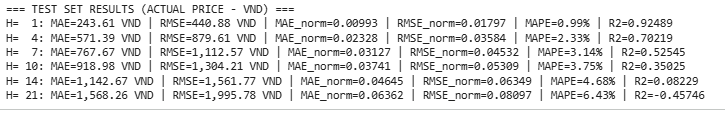 === TEST SET RESULTS (ACTUAL PRICE - VND) ===
H=  1: MAE=243.61 VND | RMSE=440.88 VND | MAE_norm=0.00993 | RMSE_norm=0.01797 | MAPE=0.99% | R2=0.92489
H=  4: MAE=571.39 VND | RMSE=879.61 VND | MAE_norm=0.02328 | RMSE_norm=0.03584 | MAPE=2.33% | R2=0.70219
H=  7: MAE=767.67 VND | RMSE=1,112.57 VND | MAE_norm=0.03127 | RMSE_norm=0.04532 | MAPE=3.14% | R2=0.52545
H= 10: MAE=918.98 VND | RMSE=1,304.21 VND | MAE_norm=0.03741 | RMSE_norm=0.05309 | MAPE=3.75% | R2=0.35025
H= 14: MAE=1,142.67 VND | RMSE=1,561.77 VND | MAE_norm=0.04645 | RMSE_norm=0.06349 | MAPE=4.68% | R2=0.08229
H= 21: MAE=1,568.26 VND | RMSE=1,995.78 VND | MAE_norm=0.06362 | RMSE_norm=0.08097 | MAPE=6.43% | R2=-0.45746